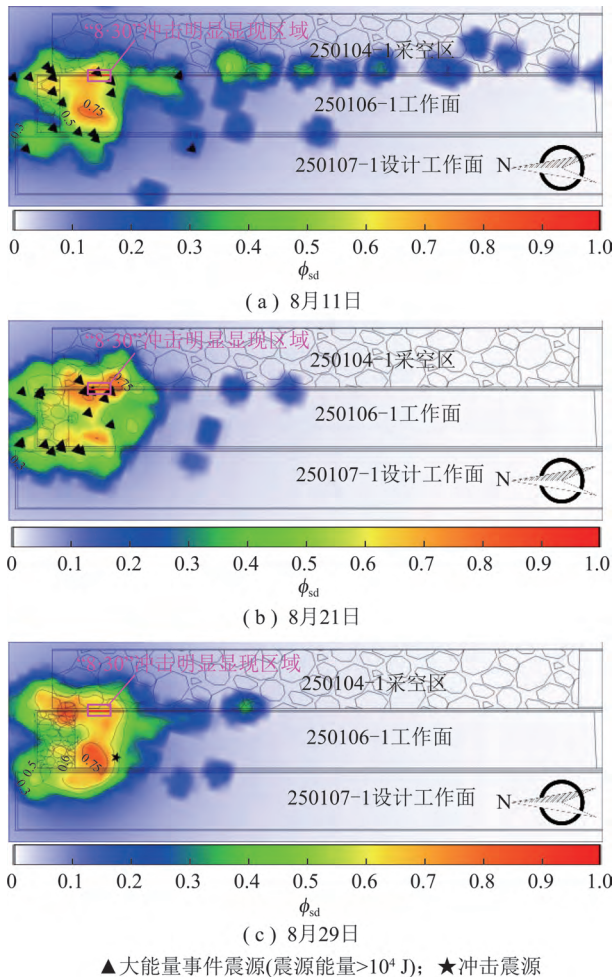 "8·30"冲击明显显现区域
250104-1采空区
0.75
0.5
250106-1工作面
250107-1设计工作面 N
0 0.1 0.2 0.3 0.4 0.5 0.6 0.7 0.8 0.9 1.0
ϕsd
( a ) 8月11日
"8·30"冲击明显显现区域
0.75
250104-1采空区
250106-1工作面
250107-1设计工作面
N
0 0.1 0.2 0.3 0.4 0.5 0.6 0.7 0.8 0.9 1.0
ϕsd
( b ) 8月21日
"8·30"冲击明显显现区域
250104-1采空区
250106-1工作面
0.5 0.6 0.75
250107-1设计工作面
N
0 0.1 0.2 0.3 0.4 0.5 0.6 0.7 0.8 0.9 1.0
ϕsd
( c ) 8月29日
▲大能量事件震源(震源能量>10⁴ J)；★冲击震源